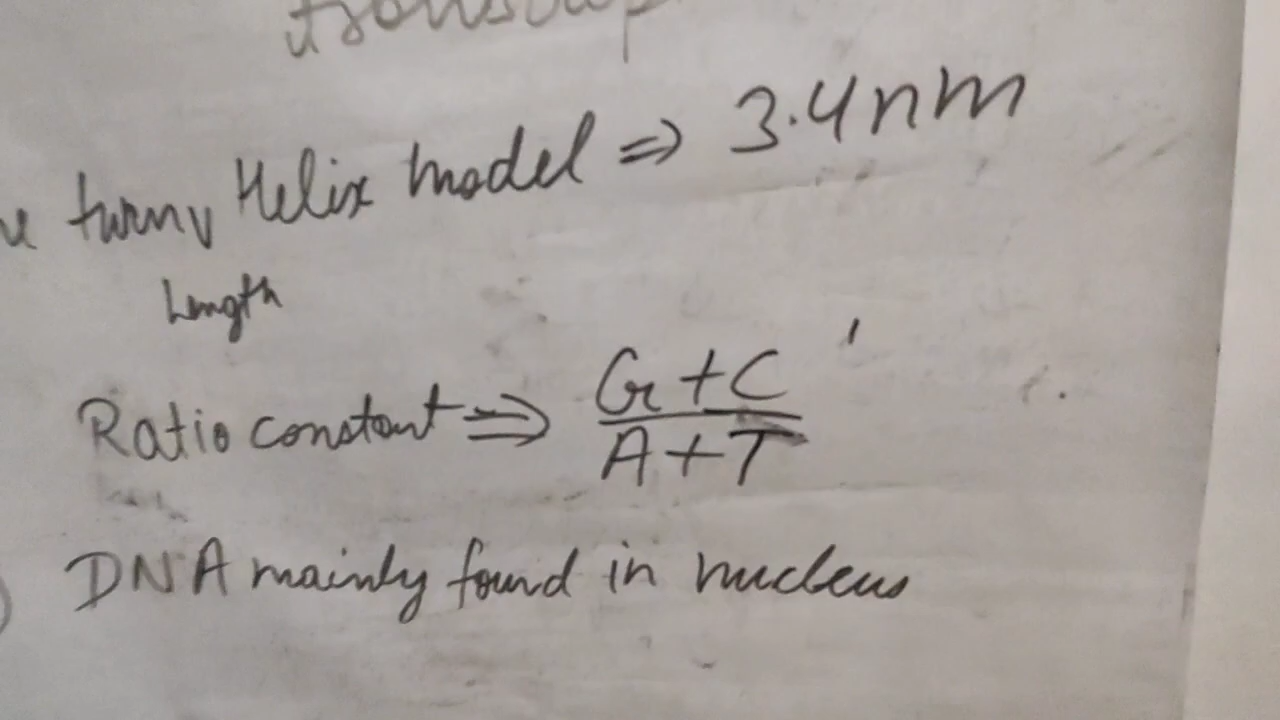 turn Helix model ⇒ 3.4nm
Length
Ratio constant ⇒ G+C / A+T
DNA mainly found in nucleus